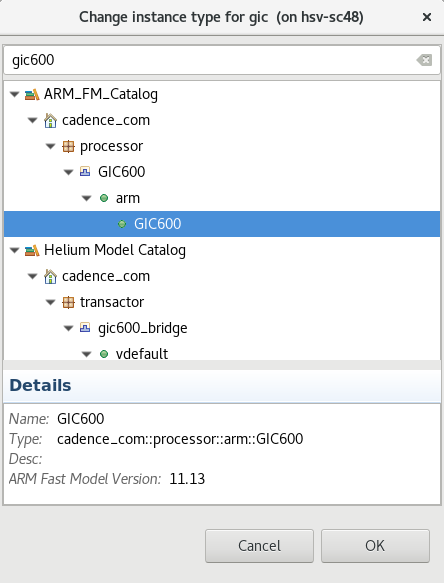 Change instance type for gic  (on hsv-sc48)
gic600
ARM_FM_Catalog
cadence_com
processor
GIC600
arm
GIC600
Helium Model Catalog
cadence_com
transactor
gic600_bridge
vdefault
Details
Name: GIC600
Type: cadence_com::processor::arm::GIC600
Desc:
ARM Fast Model Version: 11.13
Cancel OK